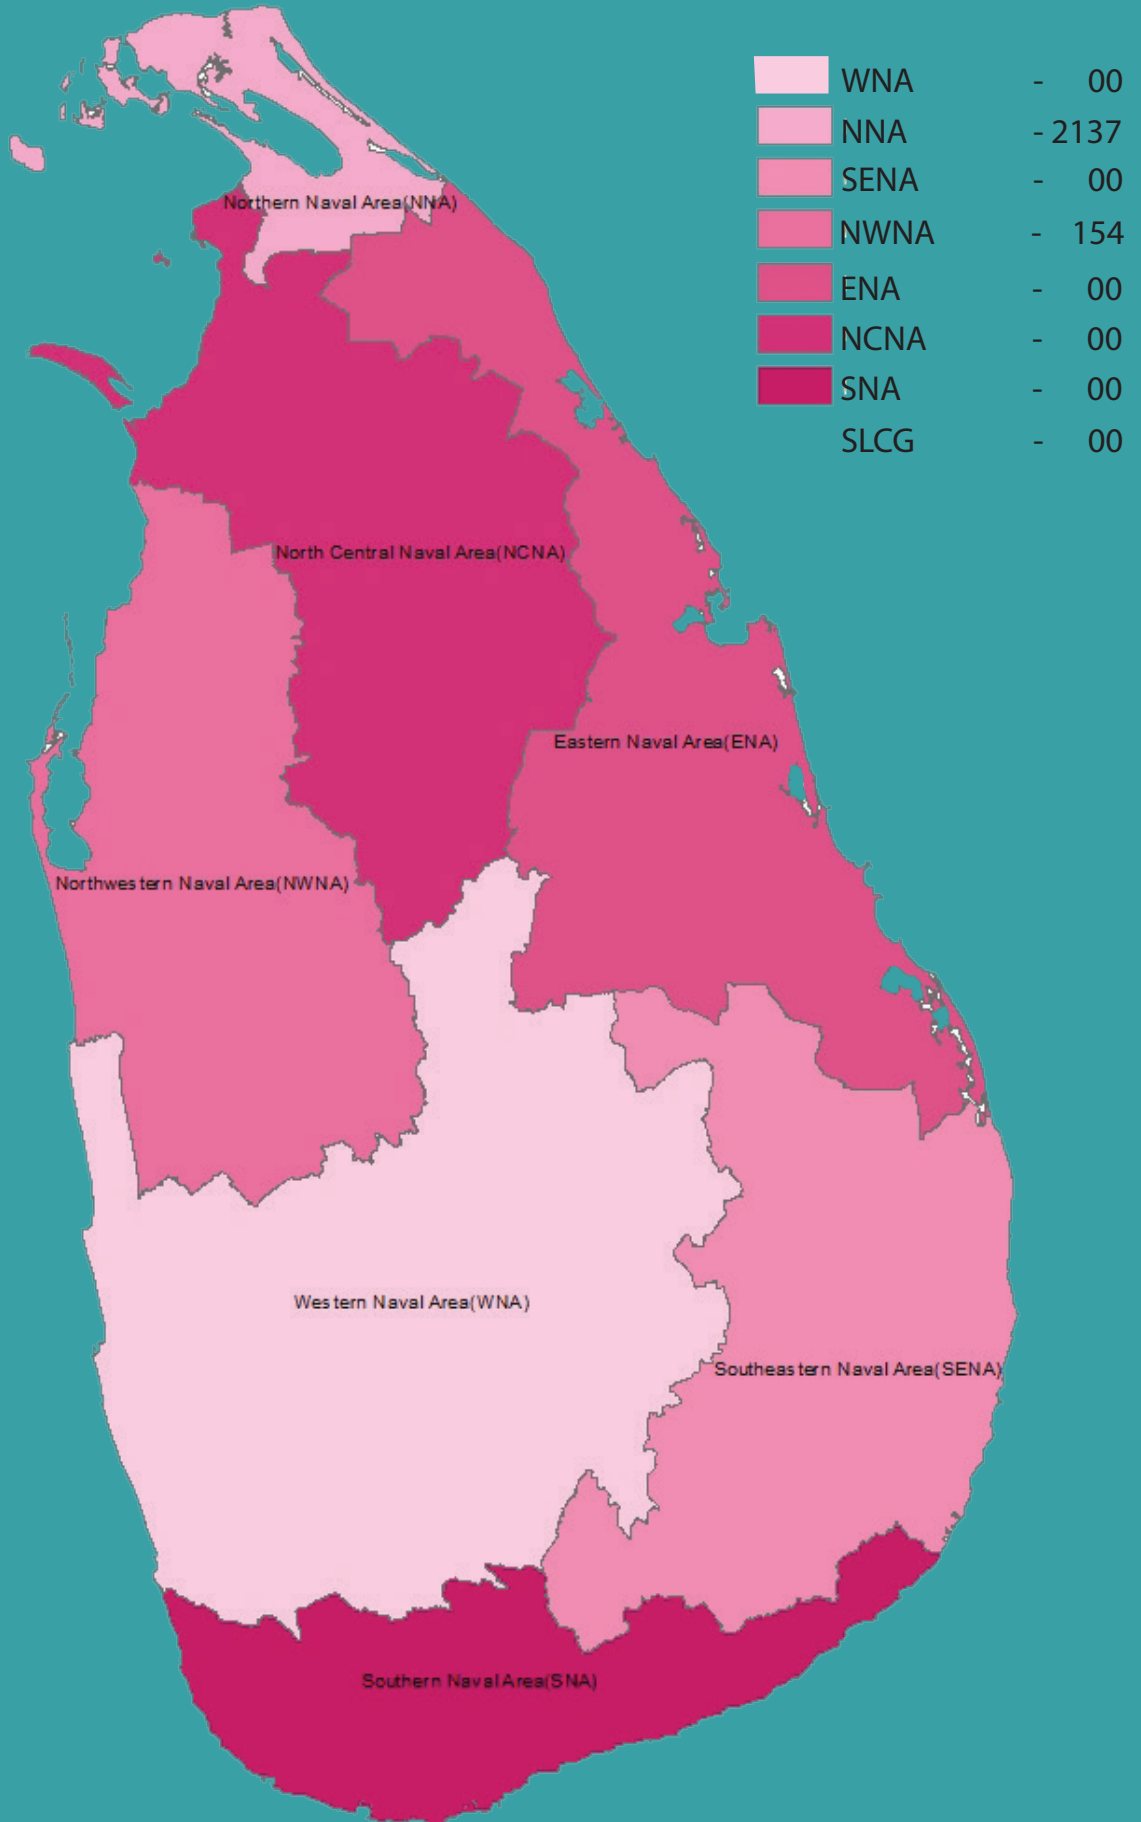 WNA - 00
NNA - 2137
SENA - 00
NWNA - 154
ENA - 00
NCNA - 00
SNA - 00
SLCG - 00
Northern Naval Area(NNA)
North Central Naval Area(NCNA)
Eastern Naval Area(ENA)
Northwestern Naval Area(NWNA)
Western Naval Area(WNA)
Southeastern Naval Area(SENA)
Southern Naval Area(SNA)